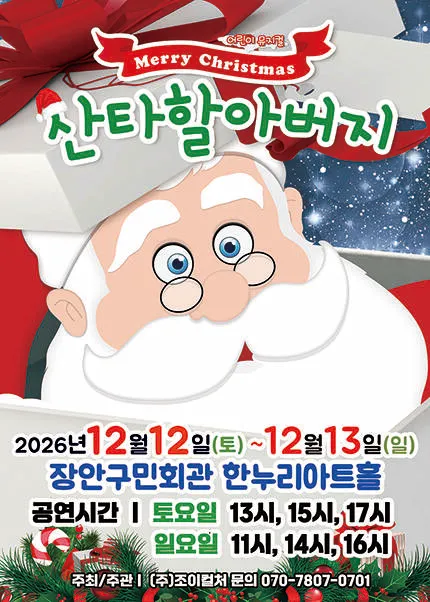 어린이 뮤지컬
Merry Christmas
산타할아버지
2026년 12월 12일(토) ~12월 13일(일)
장안구민회관 한누리아트홀
공연시간 | 토요일 13시, 15시, 17시
일요일 11시, 14시, 16시
주최/주관 | (주)조이컬처 문의 070-7807-0701